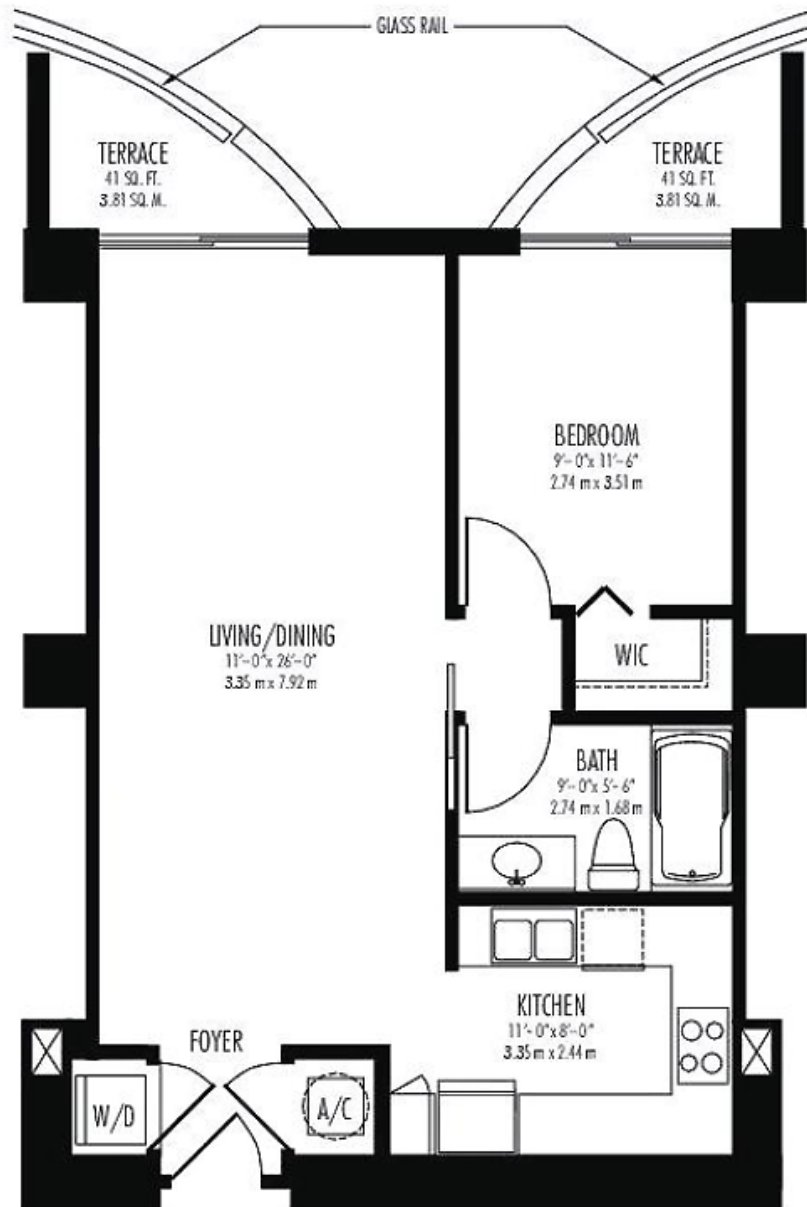 GLASS RAIL
TERRACE
41 SQ. FT.
3.81 SQ. M.
TERRACE
41 SQ. FT.
3.81 SQ. M.
BEDROOM
9'-0"x 11'-6"
2.74 m x 3.51 m
LIVING/DINING
11'-0"x 26'-0"
3.35 m x 7.92 m
WIC
BATH
9'-0"x 5'-6"
2.74 m x 1.68 m
KITCHEN
11'-0"x 8'-0"
3.35 m x 2.44 m
FOYER
W/D
A/C